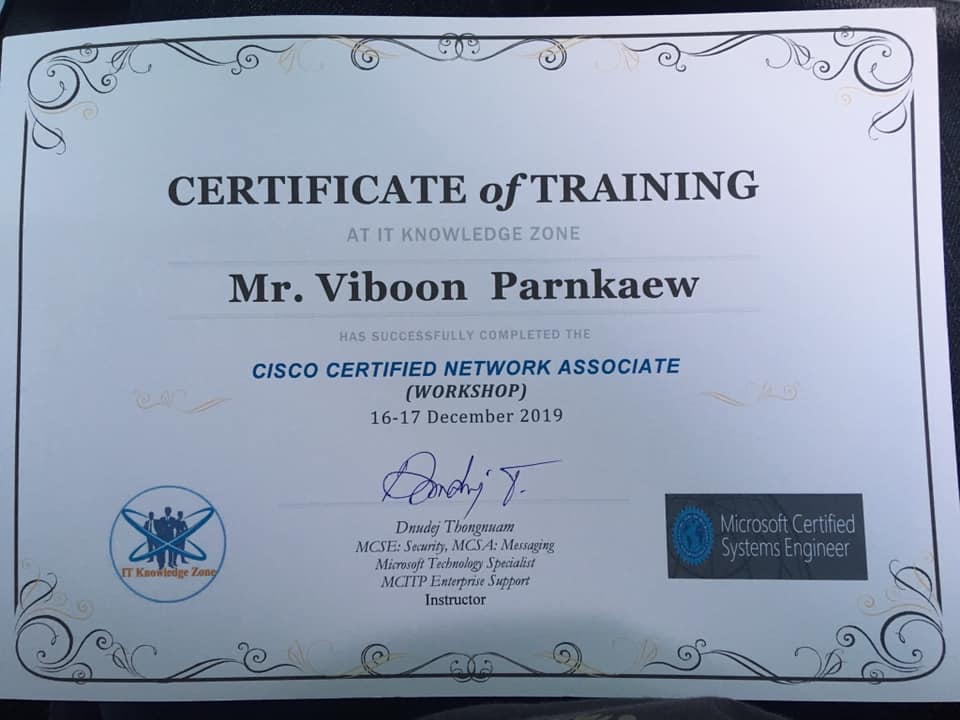 CERTIFICATE of TRAINING
AT IT KNOWLEDGE ZONE
Mr. Viboon Parnkaew
HAS SUCCESSFULLY COMPLETED THE
CISCO CERTIFIED NETWORK ASSOCIATE
(WORKSHOP)
16-17 December 2019
Dnudej T.
Dnudej Thongnuam
MCSE: Security, MCSA: Messaging
Microsoft Technology Specialist
MCITP Enterprise Support
Instructor
IT Knowledge Zone
Microsoft Certified
Systems Engineer